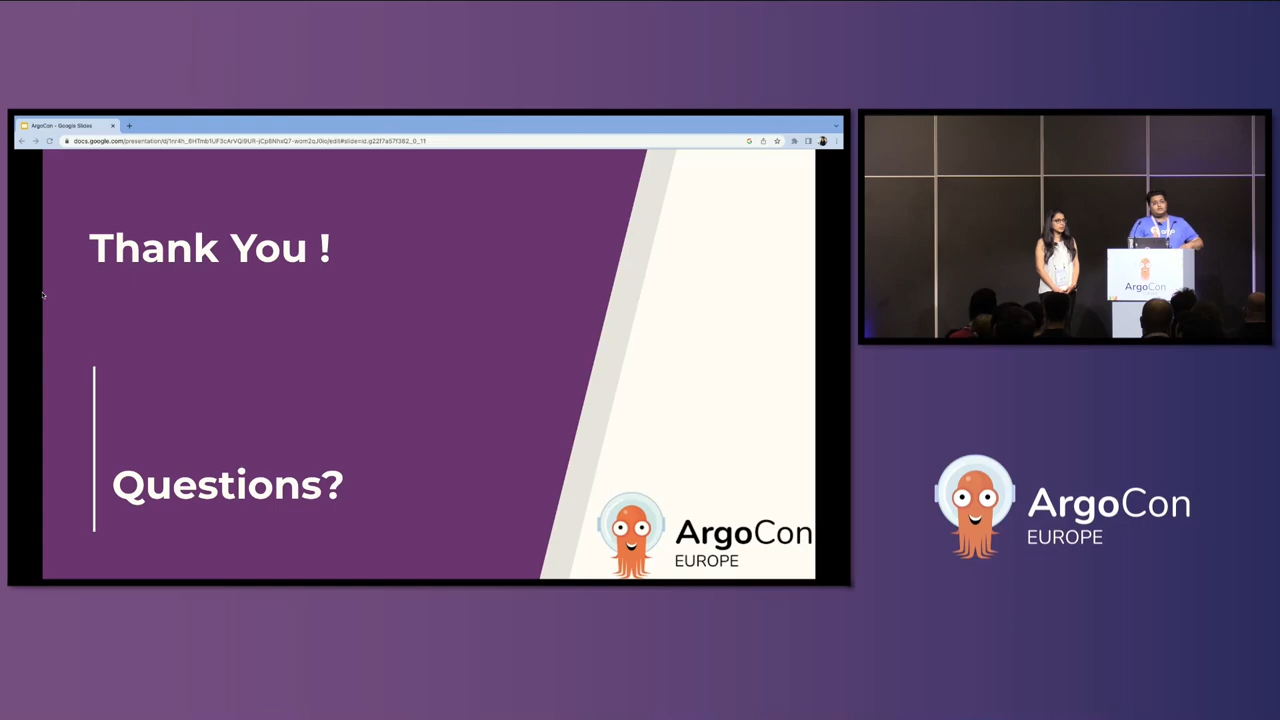 ArgoCon - Google Slides
Thank You !
Questions?
ArgoCon
EUROPE
ArgoCon
ArgoCon
EUROPE